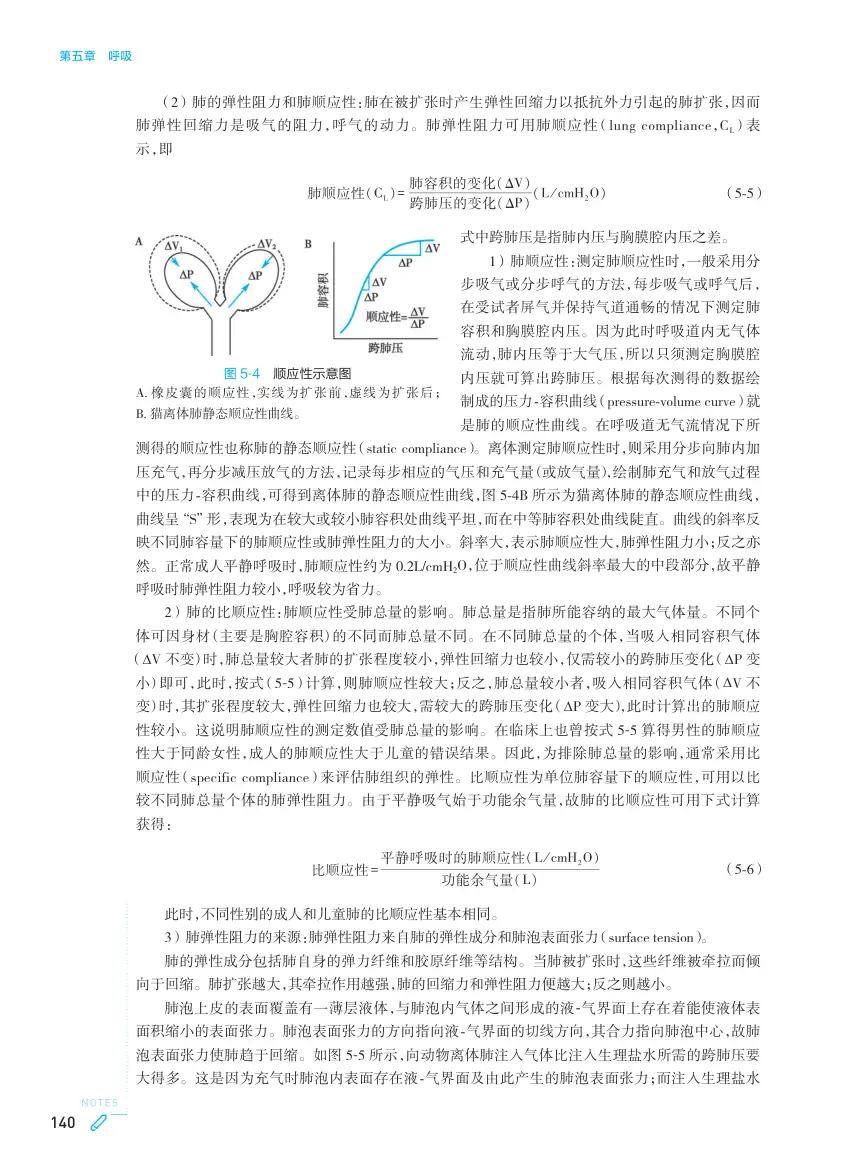 第五章 呼吸
（2）肺的弹性阻力和肺顺应性:肺在被扩张时产生弹性回缩力以抵抗外力引起的肺扩张,因而
肺弹性回缩力是吸气的阻力,呼气的动力。肺弹性阻力可用肺顺应性（lung compliance,CL）表
示,即
肺顺应性(CL)= 肺容积的变化(ΔV) / 跨肺压的变化(ΔP) (L/cmH2O) （5-5）
A ΔV1 ΔV2 ΔP ΔP
B 肺容积 ΔV ΔP ΔV ΔP 顺应性=ΔV/ΔP
跨肺压
图 5-4 顺应性示意图
A. 橡皮囊的顺应性,实线为扩张前,虚线为扩张后;
B. 猫离体肺静态顺应性曲线。
式中跨肺压是指肺内压与胸膜腔内压之差。
1）肺顺应性:测定肺顺应性时,一般采用分
步吸气或分步呼气的方法,每步吸气或呼气后,
在受试者屏气并保持气道通畅的情况下测定肺
容积和胸膜腔内压。因为此时呼吸道内无气体
流动,肺内压等于大气压,所以只须测定胸膜腔
内压就可算出跨肺压。根据每次测得的数据绘
制成的压力-容积曲线（pressure-volume curve）就
是肺的顺应性曲线。在呼吸道无气流情况下所
测得的顺应性也称肺的静态顺应性（static compliance）。离体测定肺顺应性时,则采用分步向肺内加
压充气,再分步减压放气的方法,记录每步相应的气压和充气量(或放气量),绘制肺充气和放气过程
中的压力-容积曲线,可得到离体肺的静态顺应性曲线,图 5-4B 所示为猫离体肺的静态顺应性曲线,
曲线呈“S”形,表现为在较大或较小肺容积处曲线平坦,而在中等肺容积处曲线陡直。曲线的斜率反
映不同肺容量下的肺顺应性或肺弹性阻力的大小。斜率大,表示肺顺应性大,肺弹性阻力小;反之亦
然。正常成人平静呼吸时,肺顺应性约为 0.2L/cmH2O,位于顺应性曲线斜率最大的中段部分,故平静
呼吸时肺弹性阻力较小,呼吸较为省力。
2）肺的比顺应性:肺顺应性受肺总量的影响。肺总量是指肺所能容纳的最大气体量。不同个
体可因身材(主要是胸腔容积)的不同而肺总量不同。在不同肺总量的个体,当吸入相同容积气体
（ΔV 不变)时,肺总量较大者肺的扩张程度较小,弹性回缩力也较小,仅需较小的跨肺压变化（ΔP 变
小）即可,此时,按式（5-5）计算,则肺顺应性较大;反之,肺总量较小者,吸入相同容积气体（ΔV 不
变）时,其扩张程度较大,弹性回缩力也较大,需较大的跨肺压变化（ΔP 变大),此时计算出的肺顺应
性较小。这说明肺顺应性的测定数值受肺总量的影响。在临床上也曾按式 5-5 算得男性的肺顺应
性大于同龄女性,成人的肺顺应性大于儿童的错误结果。因此,为排除肺总量的影响,通常采用比
顺应性（specific compliance）来评估肺组织的弹性。比顺应性为单位肺容量下的顺应性,可用以比
较不同肺总量个体的肺弹性阻力。由于平静吸气始于功能余气量,故肺的比顺应性可用下式计算
获得:
比顺应性= 平静呼吸时的肺顺应性(L/cmH2O) / 功能余气量(L) （5-6）
此时,不同性别的成人和儿童肺的比顺应性基本相同。
3）肺弹性阻力的来源:肺弹性阻力来自肺的弹性成分和肺泡表面张力（surface tension）。
肺的弹性成分包括肺自身的弹力纤维和胶原纤维等结构。当肺被扩张时,这些纤维被牵拉而倾
向于回缩。肺扩张越大,其牵拉作用越强,肺的回缩力和弹性阻力便越大;反之则越小。
肺泡上皮的表面覆盖有一薄层液体,与肺泡内气体之间形成的液-气界面上存在着能使液体表
面积缩小的表面张力。肺泡表面张力的方向指向液-气界面的切线方向,其合力指向肺泡中心,故肺
泡表面张力使肺趋于回缩。如图 5-5 所示,向动物离体肺注入气体比注入生理盐水所需的跨肺压要
大得多。这是因为充气时肺泡内表面存在液-气界面及由此产生的肺泡表面张力;而注入生理盐水
NOTES
140